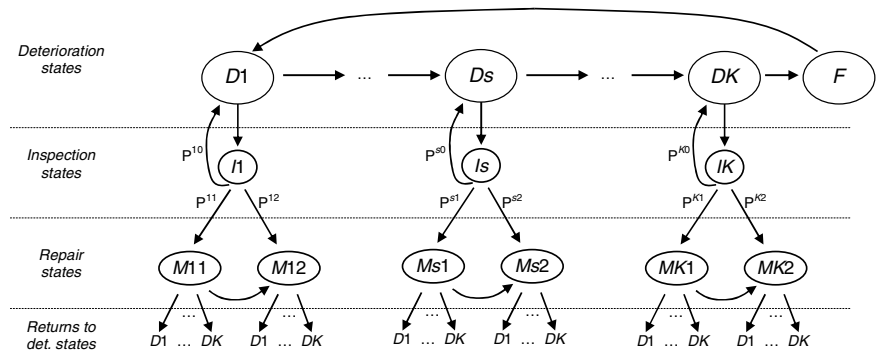 Deterioration states
D1 ... Ds ... DK F
Inspection states
P10 Ps0 PK0
I1 Is IK
P11 P12 Ps1 Ps2 PK1 PK2
Repair states
M11 M12 Ms1 Ms2 MK1 MK2
... ... ... ... ... ...
Returns to det. states
D1 ... DK D1 ... DK D1 ... DK D1 ... DK D1 ... DK D1 ... DK